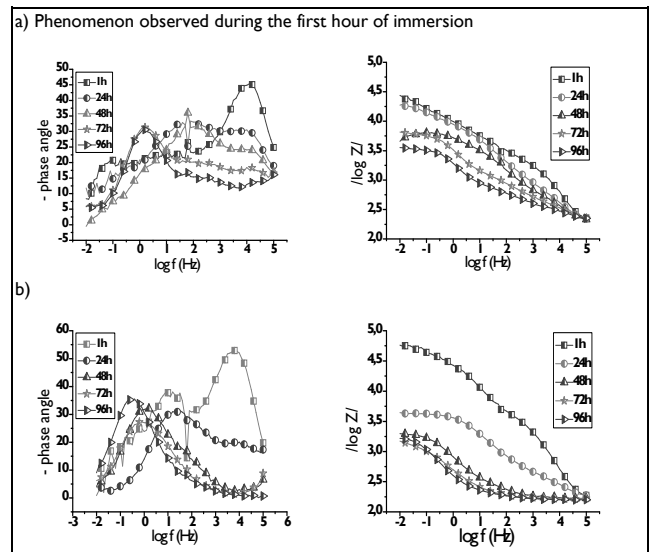 a) Phenomenon observed during the first hour of immersion
45
40
35
30
25
20
15
10
5
0
-5
- phase angle
1h
24h
48h
72h
96h
-2 -1 0 1 2 3 4 5
log f (Hz)
5,0
4,5
4,0
3,5
3,0
2,5
2,0
/log Z/
1h
24h
48h
72h
96h
-2 -1 0 1 2 3 4 5
log f (Hz)
b)
60
50
40
30
20
10
0
- phase angle
1h
24h
48h
72h
96h
-3 -2 -1 0 1 2 3 4 5 6
log f (Hz)
5,0
4,5
4,0
3,5
3,0
2,5
2,0
/log Z/
1h
24h
48h
72h
96h
-2 -1 0 1 2 3 4 5
log f (Hz)